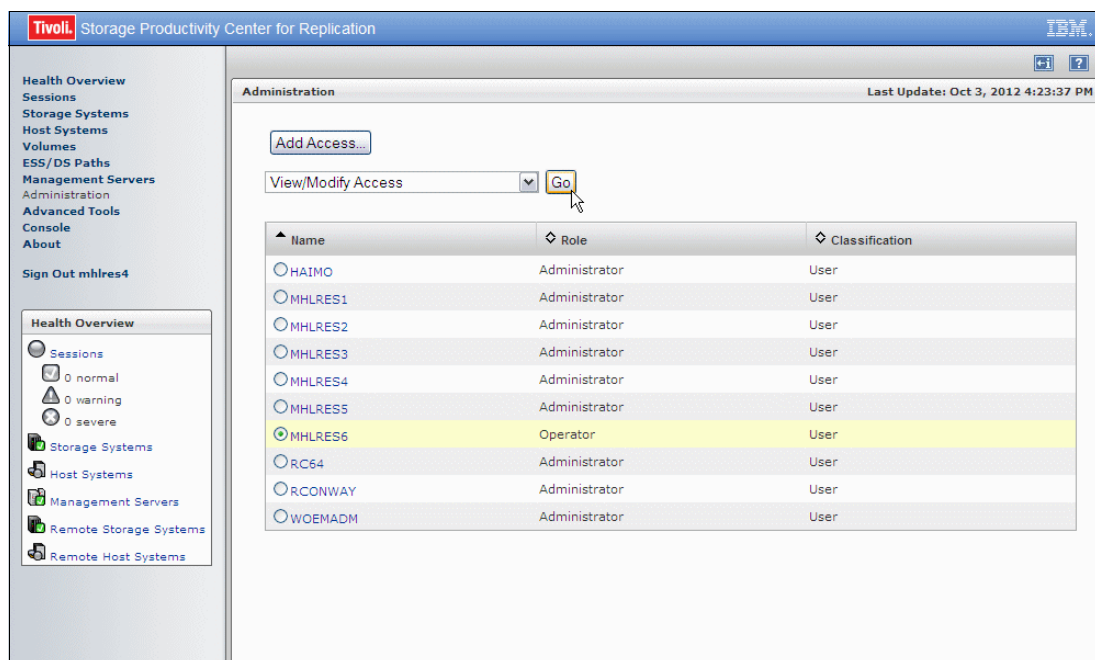 Tivoli. Storage Productivity Center for Replication IBM.
Health Overview
Sessions
Storage Systems
Host Systems
Volumes
ESS/DS Paths
Management Servers
Administration
Advanced Tools
Console
About
Sign Out mhlres4
Health Overview
Sessions
0 normal
0 warning
0 severe
Storage Systems
Host Systems
Management Servers
Remote Storage Systems
Remote Host Systems
i ?
Administration Last Update: Oct 3, 2012 4:23:37 PM
Add Access...
View/Modify Access Go
Name Role Classification
HAIMO Administrator User
MHLRES1 Administrator User
MHLRES2 Administrator User
MHLRES3 Administrator User
MHLRES4 Administrator User
MHLRES5 Administrator User
MHLRES6 Operator User
RC64 Administrator User
RCONWAY Administrator User
WOEMADM Administrator User